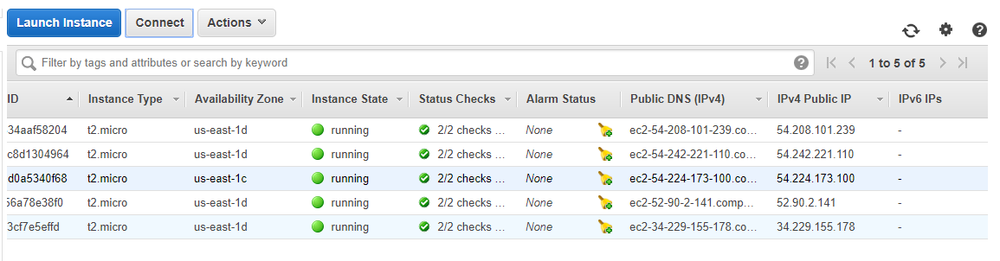 Launch Instance Connect Actions
Filter by tags and attributes or search by keyword 1 to 5 of 5
ID Instance Type Availability Zone Instance State Status Checks Alarm Status Public DNS (IPv4) IPv4 Public IP IPv6 IPs
34aaf58204 t2.micro us-east-1d running 2/2 checks ... None ec2-54-208-101-239.co... 54.208.101.239 -
c8d1304964 t2.micro us-east-1d running 2/2 checks ... None ec2-54-242-221-110.co... 54.242.221.110 -
d0a5340f68 t2.micro us-east-1c running 2/2 checks ... None ec2-54-224-173-100.co... 54.224.173.100 -
56a78e38f0 t2.micro us-east-1d running 2/2 checks ... None ec2-52-90-2-141.comp... 52.90.2.141 -
3cf7e5effd t2.micro us-east-1d running 2/2 checks ... None ec2-34-229-155-178.co... 34.229.155.178 -